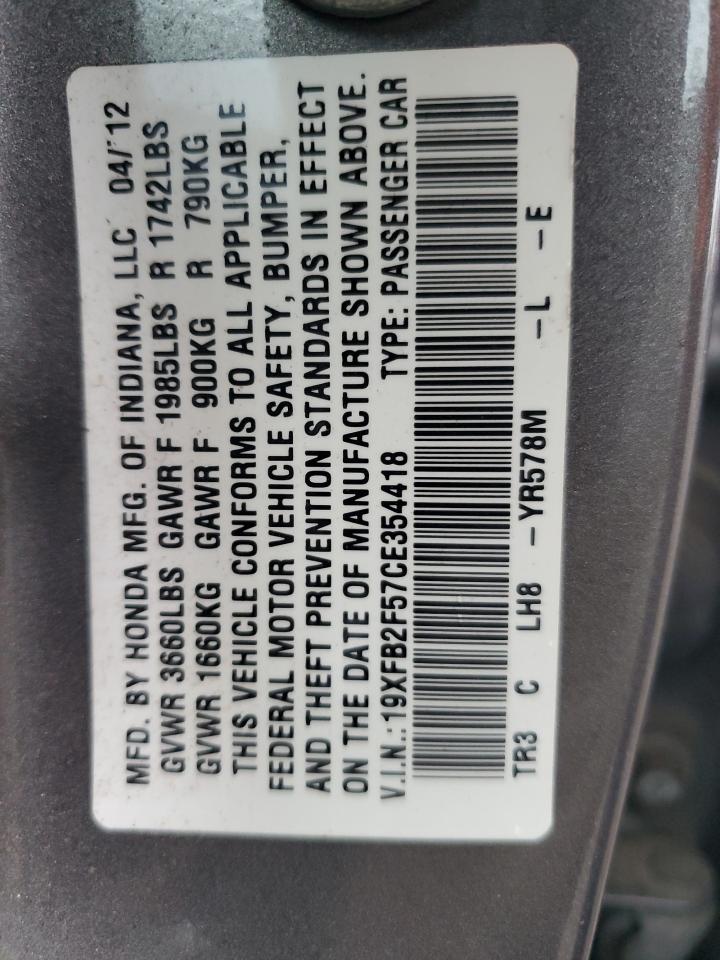 MFD. BY HONDA MFG. OF INDIANA, LLC 04/12
GVWR 3660LBS GAWR F 1985LBS R 1742LBS
GVWR 1660KG GAWR F 900KG R 790KG
THIS VEHICLE CONFORMS TO ALL APPLICABLE
FEDERAL MOTOR VEHICLE SAFETY, BUMPER,
AND THEFT PREVENTION STANDARDS IN EFFECT
ON THE DATE OF MANUFACTURE SHOWN ABOVE.
V.I.N.:19XFB2F57CE354418 TYPE: PASSENGER CAR
TR3 C LH8 -YR578M -L -E